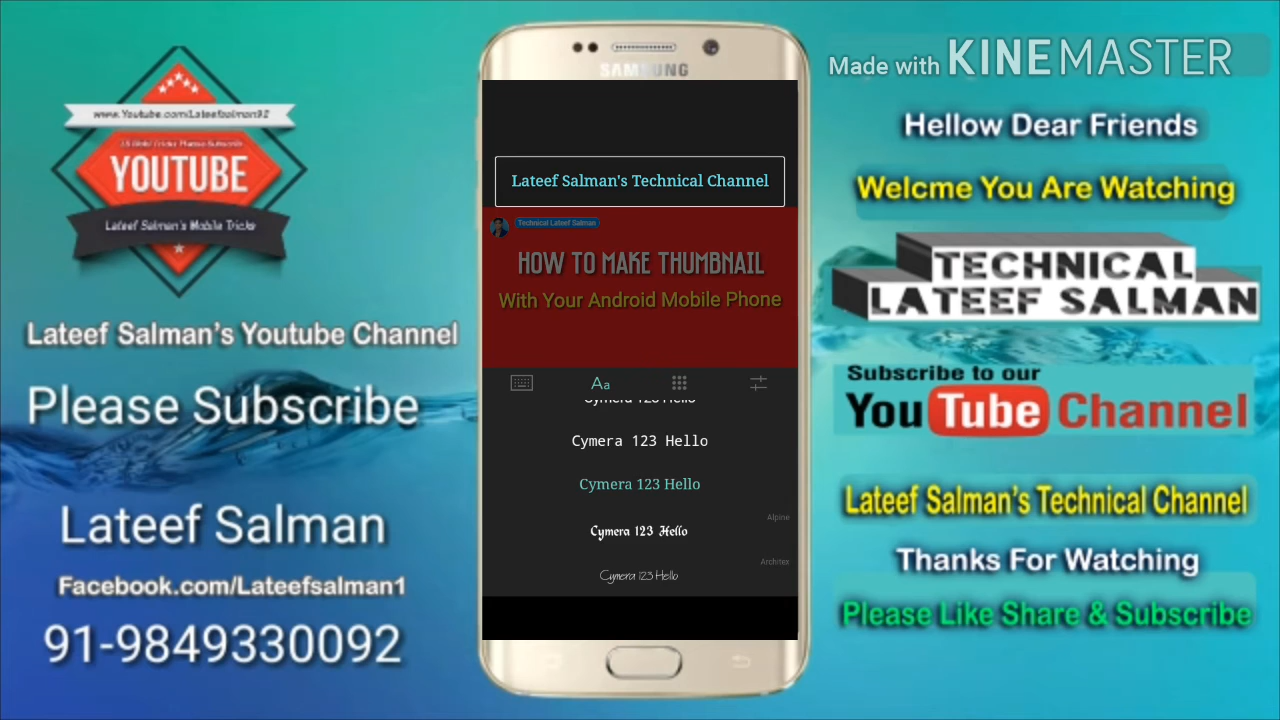 www.Youtube.com/Lateefsalman92
YOUTUBE
Lateef Salman's Mobile Tricks
Lateef Salman's Youtube Channel
Please Subscribe
Lateef Salman
Facebook.com/Lateefsalman1
91-9849330092
SAMSUNG
Lateef Salman's Technical Channel
Technical Lateef Salman
HOW TO MAKE THUMBNAIL
With Your Android Mobile Phone
Aa
Cymera 123 Hello
Cymera 123 Hello
Cymera 123 Hello
Alpine
Cymera 123 Hello
Architex
Cymera 123 Hello
Made with KINEMASTER
Hellow Dear Friends
Welcme You Are Watching
TECHNICAL
LATEEF SALMAN
Subscribe to our
YouTube Channel
Lateef Salman's Technical Channel
Thanks For Watching
Please Like Share & Subscribe